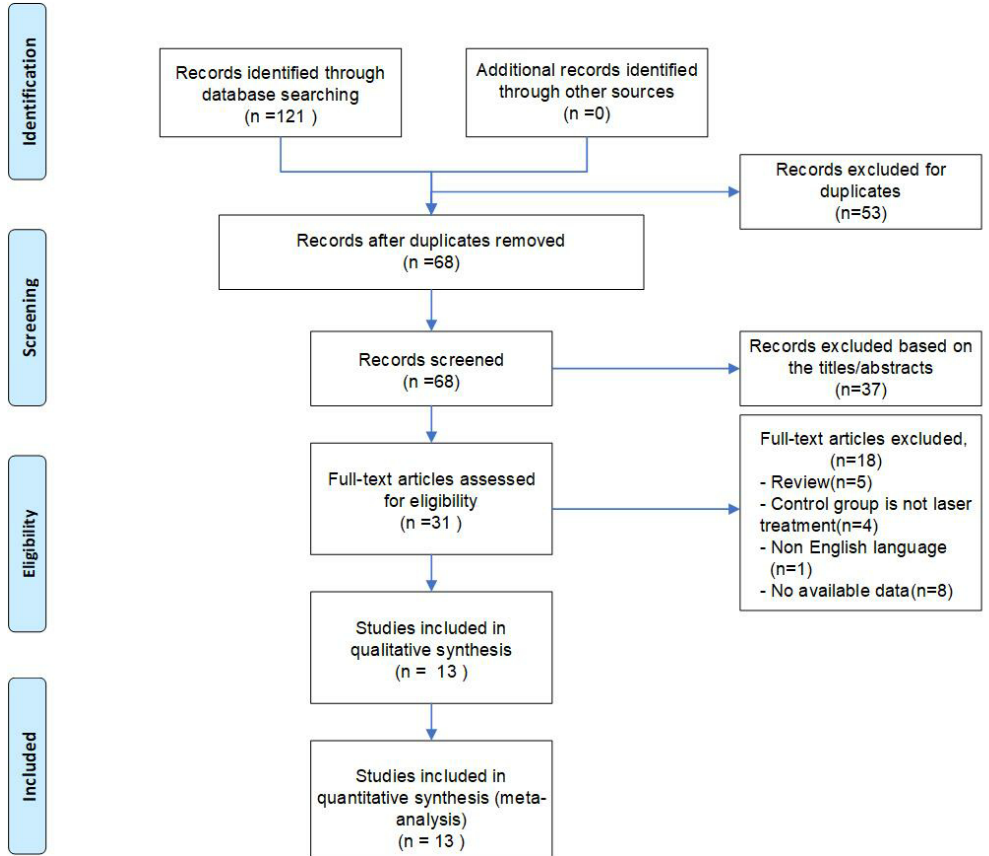 Identification
Records identified through
database searching
(n =121 )
Additional records identified
through other sources
(n =0)
Records excluded for
duplicates
(n=53)
Screening
Records after duplicates removed
(n =68)
Records screened
(n =68)
Records excluded based on
the titles/abstracts
(n=37)
Eligibility
Full-text articles assessed
for eligibility
(n =31 )
Full-text articles excluded,
(n=18)
- Review(n=5)
- Control group is not laser
treatment(n=4)
- Non English language
(n=1)
- No available data(n=8)
Studies included in
qualitative synthesis
(n = 13 )
Included
Studies included in
quantitative synthesis (meta-
analysis)
(n = 13 )